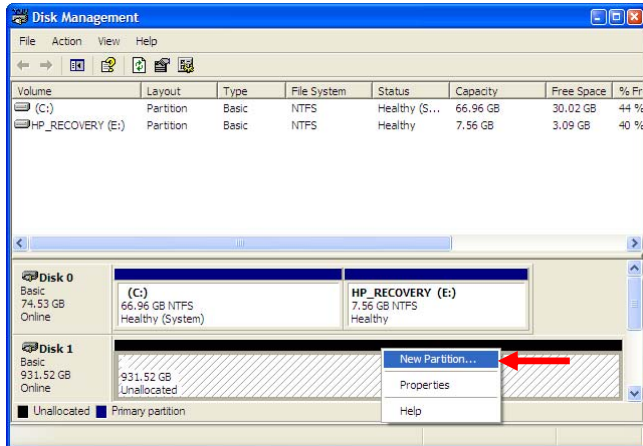 Disk Management
File Action View Help
Volume Layout Type File System Status Capacity Free Space % Fr
(C:) Partition Basic NTFS Healthy (S... 66.96 GB 30.02 GB 44 %
HP_RECOVERY (E:) Partition Basic NTFS Healthy 7.56 GB 3.09 GB 40 %
Disk 0
Basic
74.53 GB
Online
(C:)
66.96 GB NTFS
Healthy (System)
HP_RECOVERY (E:)
7.56 GB NTFS
Healthy
Disk 1
Basic
931.52 GB
Online
931.52 GB
Unallocated
New Partition...
Properties
Help
Unallocated Primary partition